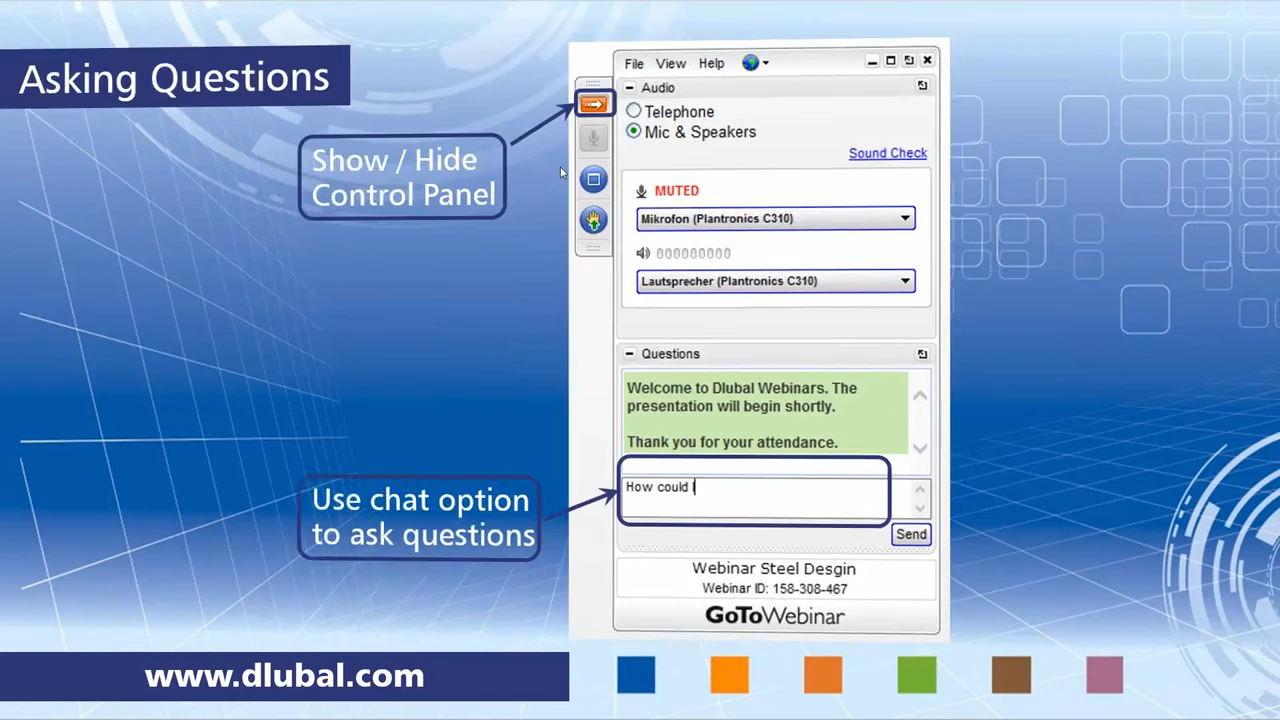 Asking Questions
Show / Hide
Control Panel
File View Help
Audio
Telephone
Mic & Speakers
Sound Check
MUTED
Mikrofon (Plantronics C310)
000000000
Lautsprecher (Plantronics C310)
Questions
Welcome to Dlubal Webinars. The
presentation will begin shortly.
Thank you for your attendance.
Use chat option
to ask questions
How could I
Send
Webinar Steel Desgin
Webinar ID: 158-308-467
GoToWebinar
www.dlubal.com